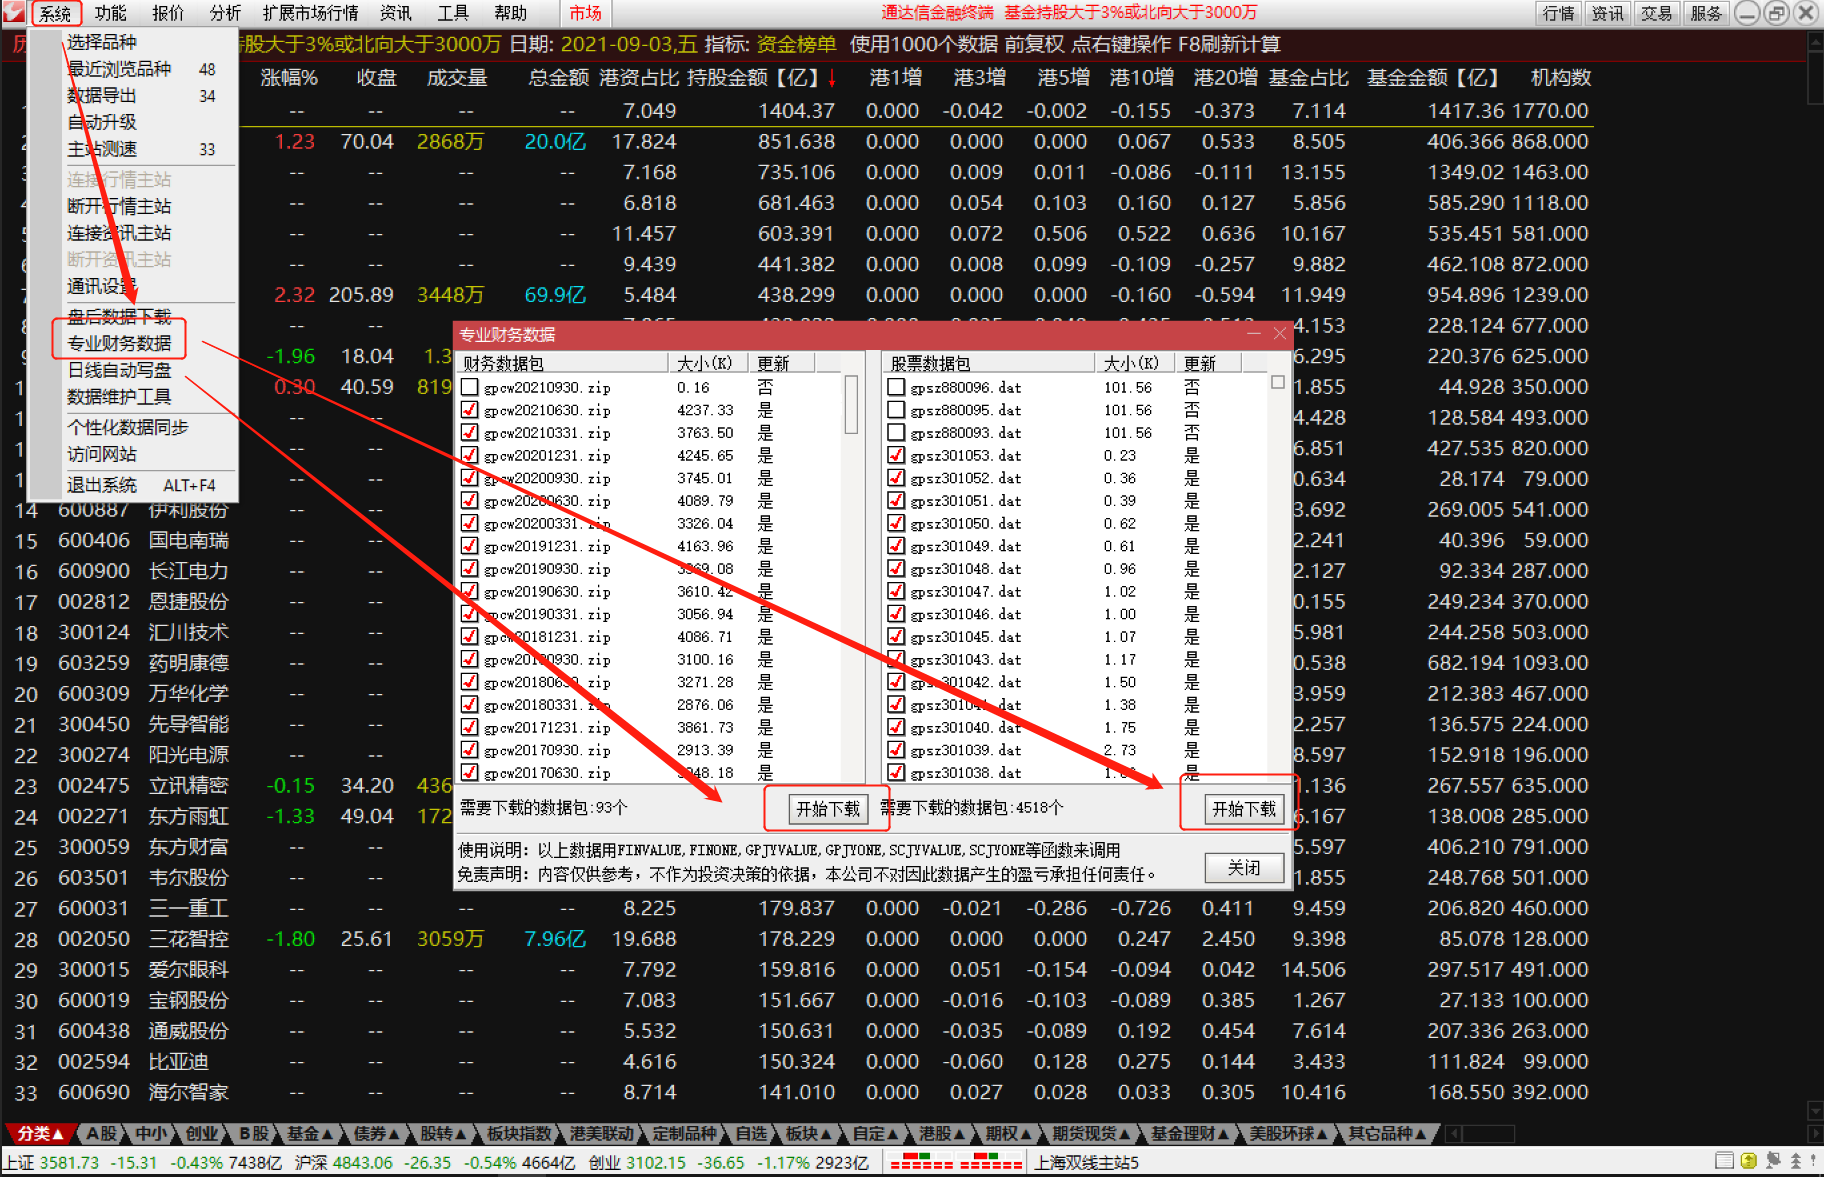 系统 功能 报价 分析 扩展市场行情 资讯 工具 帮助 市场 通达信金融终端 基金持股大于3%或北向大于3000万 行情 资讯 交易 服务
历 持股大于3%或北向大于3000万 日期: 2021-09-03,五 指标: 资金榜单 使用1000个数据 前复权 点右键操作 F8刷新计算
涨幅% 收盘 成交量 总金额 港资占比 持股金额【亿】↓ 港1增 港3增 港5增 港10增 港20增 基金占比 基金金额【亿】 机构数
选择品种
最近浏览品种 48
数据导出 34
自动升级
主站测速 33
连接行情主站
断开行情主站
连接资讯主站
断开资讯主站
通讯设置
盘后数据下载
专业财务数据
日线自动写盘
数据维护工具
个性化数据同步
访问网站
退出系统 ALT+F4
-- -- -- -- 7.049 1404.37 0.000 -0.042 -0.002 -0.155 -0.373 7.114 1417.36 1770.00
1.23 70.04 2868万 20.0亿 17.824 851.638 0.000 0.000 0.000 0.067 0.533 8.505 406.366 868.000
-- -- -- -- 7.168 735.106 0.000 0.009 0.011 -0.086 -0.111 13.155 1349.02 1463.00
-- -- -- -- 6.818 681.463 0.000 0.054 0.103 0.160 0.127 5.856 585.290 1118.00
-- -- -- -- 11.457 603.391 0.000 0.072 0.506 0.522 0.636 10.167 535.451 581.000
-- -- -- -- 9.439 441.382 0.000 0.008 0.099 -0.109 -0.257 9.882 462.108 872.000
2.32 205.89 3448万 69.9亿 5.484 438.299 0.000 0.000 0.000 -0.160 -0.594 11.949 954.896 1239.00
-- -- 4.153 228.124 677.000
-1.96 18.04 1.3 6.295 220.376 625.000
0.30 40.59 819 1.855 44.928 350.000
-- -- 4.428 128.584 493.000
-- -- 6.851 427.535 820.000
-- -- 0.634 28.174 79.000
14 600887 伊利股份 -- -- 3.692 269.005 541.000
15 600406 国电南瑞 -- -- 2.241 40.396 59.000
16 600900 长江电力 -- -- 2.127 92.334 287.000
17 002812 恩捷股份 -- -- 0.155 249.234 370.000
18 300124 汇川技术 -- -- 5.981 244.258 503.000
19 603259 药明康德 -- -- 0.538 682.194 1093.00
20 600309 万华化学 -- -- 3.959 212.383 467.000
21 300450 先导智能 -- -- 2.257 136.575 224.000
22 300274 阳光电源 -- -- 8.597 152.918 196.000
23 002475 立讯精密 -0.15 34.20 436 1.136 267.557 635.000
24 002271 东方雨虹 -1.33 49.04 172 6.167 138.008 285.000
25 300059 东方财富 -- -- 5.597 406.210 791.000
26 603501 韦尔股份 -- -- 1.855 248.768 501.000
27 600031 三一重工 -- -- -- -- 8.225 179.837 0.000 -0.021 -0.286 -0.726 0.411 9.459 206.820 460.000
28 002050 三花智控 -1.80 25.61 3059万 7.96亿 19.688 178.229 0.000 0.000 0.000 0.247 2.450 9.398 85.078 128.000
29 300015 爱尔眼科 -- -- -- -- 7.792 159.816 0.000 0.051 -0.154 -0.094 0.042 14.506 297.517 491.000
30 600019 宝钢股份 -- -- -- -- 7.083 151.667 0.000 -0.016 -0.103 -0.089 0.385 1.267 27.133 100.000
31 600438 通威股份 -- -- -- -- 5.532 150.631 0.000 -0.035 -0.089 0.192 0.454 7.614 207.336 263.000
32 002594 比亚迪 -- -- -- -- 4.616 150.324 0.000 -0.060 0.128 0.275 0.144 3.433 111.824 99.000
33 600690 海尔智家 -- -- -- -- 8.714 141.010 0.000 0.027 0.028 0.033 0.305 10.416 168.550 392.000
专业财务数据
财务数据包 大小(K) 更新 股票数据包 大小(K) 更新
gpcw20210930.zip 0.16 否 gpsz880096.dat 101.56 否
gpcw20210630.zip 4237.33 是 gpsz880095.dat 101.56 否
gpcw20210331.zip 3763.50 是 gpsz880093.dat 101.56 否
gpcw20201231.zip 4245.65 是 gpsz301053.dat 0.23 是
gpcw20200930.zip 3745.01 是 gpsz301052.dat 0.36 是
gpcw20200630.zip 4089.79 是 gpsz301051.dat 0.39 是
gpcw20200331.zip 3326.04 是 gpsz301050.dat 0.62 是
gpcw20191231.zip 4163.96 是 gpsz301049.dat 0.61 是
gpcw20190930.zip 3369.08 是 gpsz301048.dat 0.96 是
gpcw20190630.zip 3610.42 是 gpsz301047.dat 1.02 是
gpcw20190331.zip 3056.94 是 gpsz301046.dat 1.00 是
gpcw20181231.zip 4086.71 是 gpsz301045.dat 1.07 是
gpcw20180930.zip 3100.16 是 gpsz301043.dat 1.17 是
gpcw20180630.zip 3271.28 是 gpsz301042.dat 1.50 是
gpcw20180331.zip 2876.06 是 gpsz301041.dat 1.38 是
gpcw20171231.zip 3861.73 是 gpsz301040.dat 1.75 是
gpcw20170930.zip 2913.39 是 gpsz301039.dat 2.73 是
gpcw20170630.zip 是 gpsz301038.dat 是
需要下载的数据包:93个 开始下载 需要下载的数据包:4518个 开始下载
使用说明: 以上数据用FINVALUE,FINONE,GPJYVALUE,GPJYONE,SCJYVALUE,SCJYONE等函数来调用
免责声明: 内容仅供参考，不作为投资决策的依据，本公司不对因此数据产生的盈亏承担任何责任。 关闭
分类▲ A股 中小 创业 B股 基金▲ 债券▲ 股转▲ 板块指数 港美联动 定制品种 自选 板块▲ 自定▲ 港股▲ 期权▲ 期货现货▲ 基金理财▲ 美股环球▲ 其它品种▲
上证 3581.73 -15.31 -0.43% 7438亿 沪深 4843.06 -26.35 -0.54% 4664亿 创业 3102.15 -36.65 -1.17% 2923亿 上海双线主站5